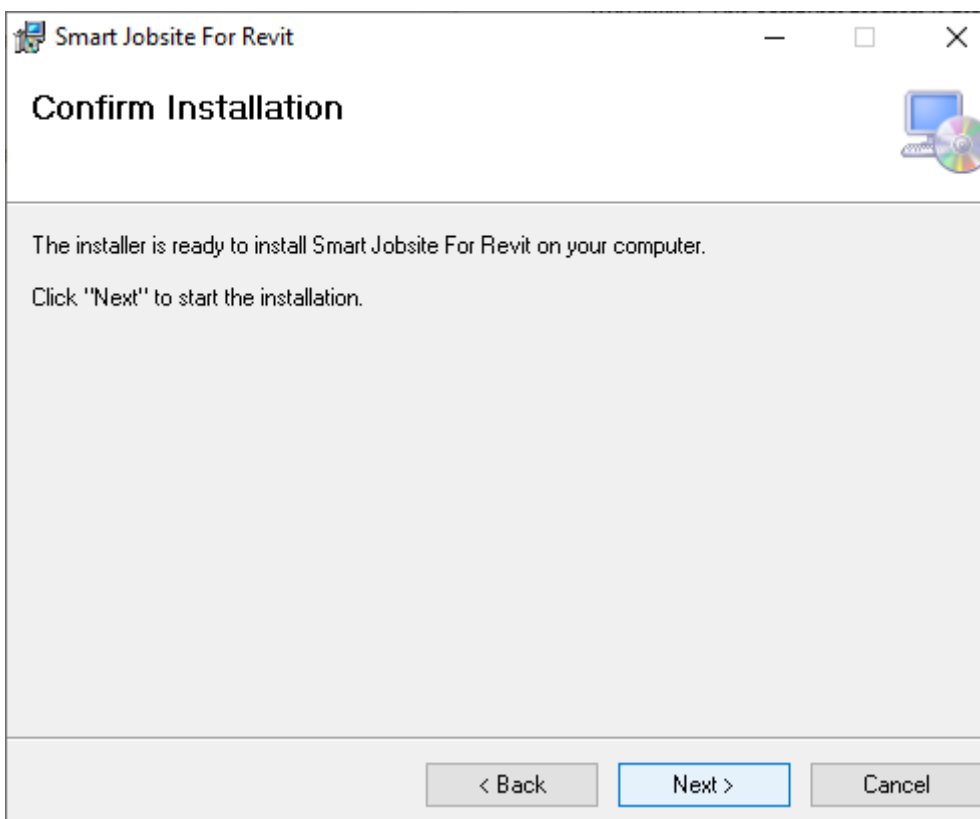 Smart Jobsite For Revit
Confirm Installation
The installer is ready to install Smart Jobsite For Revit on your computer.
Click "Next" to start the installation.
< Back
Next >
Cancel